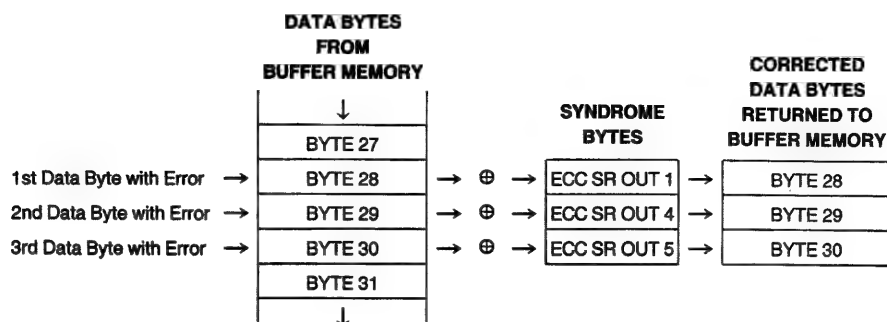 DATA BYTES
FROM
BUFFER MEMORY
SYNDROME
BYTES
CORRECTED
DATA BYTES
RETURNED TO
BUFFER MEMORY
↓
BYTE 27
1st Data Byte with Error → BYTE 28 → ⊕ → ECC SR OUT 1 → BYTE 28
2nd Data Byte with Error → BYTE 29 → ⊕ → ECC SR OUT 4 → BYTE 29
3rd Data Byte with Error → BYTE 30 → ⊕ → ECC SR OUT 5 → BYTE 30
BYTE 31
↓